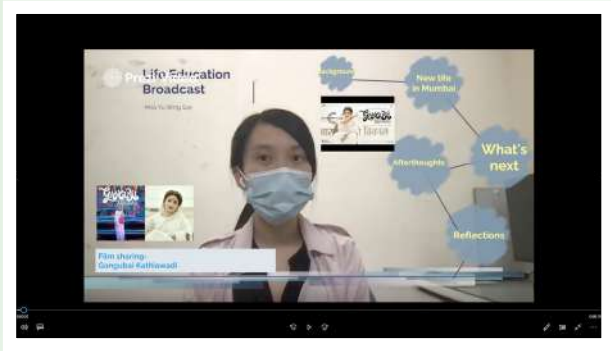 Life Education
Broadcast
Background
New life
in Mumbai
What's
next
Afterthoughts
Reflections
Film sharing-
Gangubai Kathiawadi